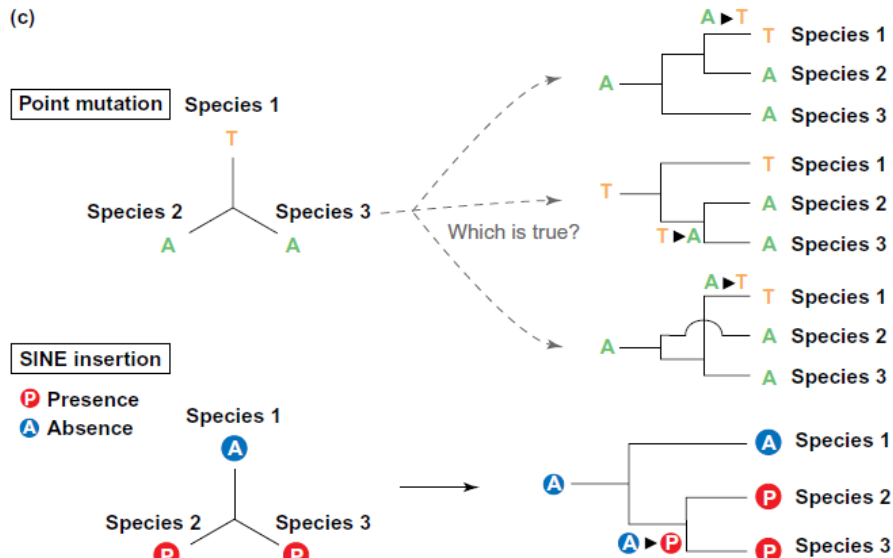 (c)
A ▶ T
T Species 1
A
A Species 2
A Species 3
Point mutation
Species 1
T
Species 2
Species 3
A
A
Which is true?
T Species 1
T
A Species 2
T ▶ A
A Species 3
A ▶ T
T Species 1
A
A Species 2
A Species 3
SINE insertion
P Presence
A Absence
Species 1
A
Species 2
Species 3
P
P
A Species 1
A
P Species 2
A ▶ P
P Species 3